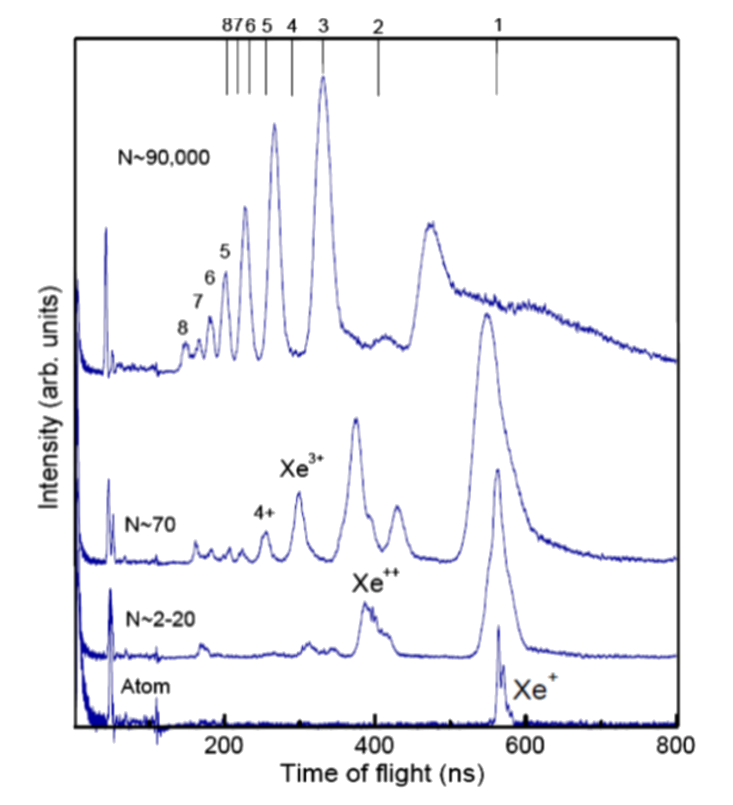 8 7 6 5 4 3 2 1
N~90,000
5
6
7
8
Intensity (arb. units)
Xe³⁺
4+
N~70
Xe⁺⁺
N~2-20
Atom
Xe⁺
200 400 600 800
Time of flight (ns)